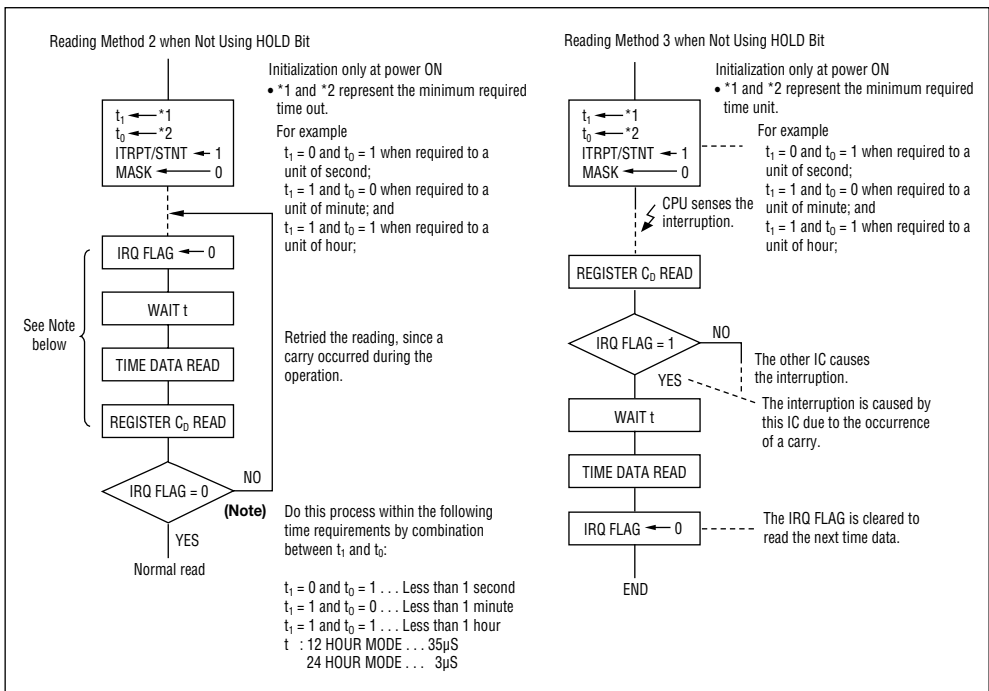 Reading Method 2 when Not Using HOLD Bit
Initialization only at power ON
• *1 and *2 represent the minimum required
time out.
t₁ ← *1
t₀ ← *2
ITRPT/STNT ← 1
MASK ← 0
For example
t₁ = 0 and t₀ = 1 when required to a
unit of second;
t₁ = 1 and t₀ = 0 when required to a
unit of minute; and
t₁ = 1 and t₀ = 1 when required to a
unit of hour;
IRQ FLAG ← 0
WAIT t
See Note
below
TIME DATA READ
Retried the reading, since a
carry occurred during the
operation.
REGISTER C_D READ
IRQ FLAG = 0
NO
YES
Normal read
(Note)
Do this process within the following
time requirements by combination
between t₁ and t₀:
t₁ = 0 and t₀ = 1 . . . Less than 1 second
t₁ = 1 and t₀ = 0 . . . Less than 1 minute
t₁ = 1 and t₀ = 1 . . . Less than 1 hour
t : 12 HOUR MODE . . . 35µS
24 HOUR MODE . . . 3µS
Reading Method 3 when Not Using HOLD Bit
Initialization only at power ON
• *1 and *2 represent the minimum required
time unit.
t₁ ← *1
t₀ ← *2
ITRPT/STNT ← 1
MASK ← 0
For example
t₁ = 0 and t₀ = 1 when required to a
unit of second;
t₁ = 1 and t₀ = 0 when required to a
unit of minute; and
t₁ = 1 and t₀ = 1 when required to a
unit of hour;
CPU senses the
interruption.
REGISTER C_D READ
IRQ FLAG = 1
NO
The other IC causes
the interruption.
YES
The interruption is caused by
this IC due to the occurrence
of a carry.
WAIT t
TIME DATA READ
IRQ FLAG ← 0
The IRQ FLAG is cleared to
read the next time data.
END